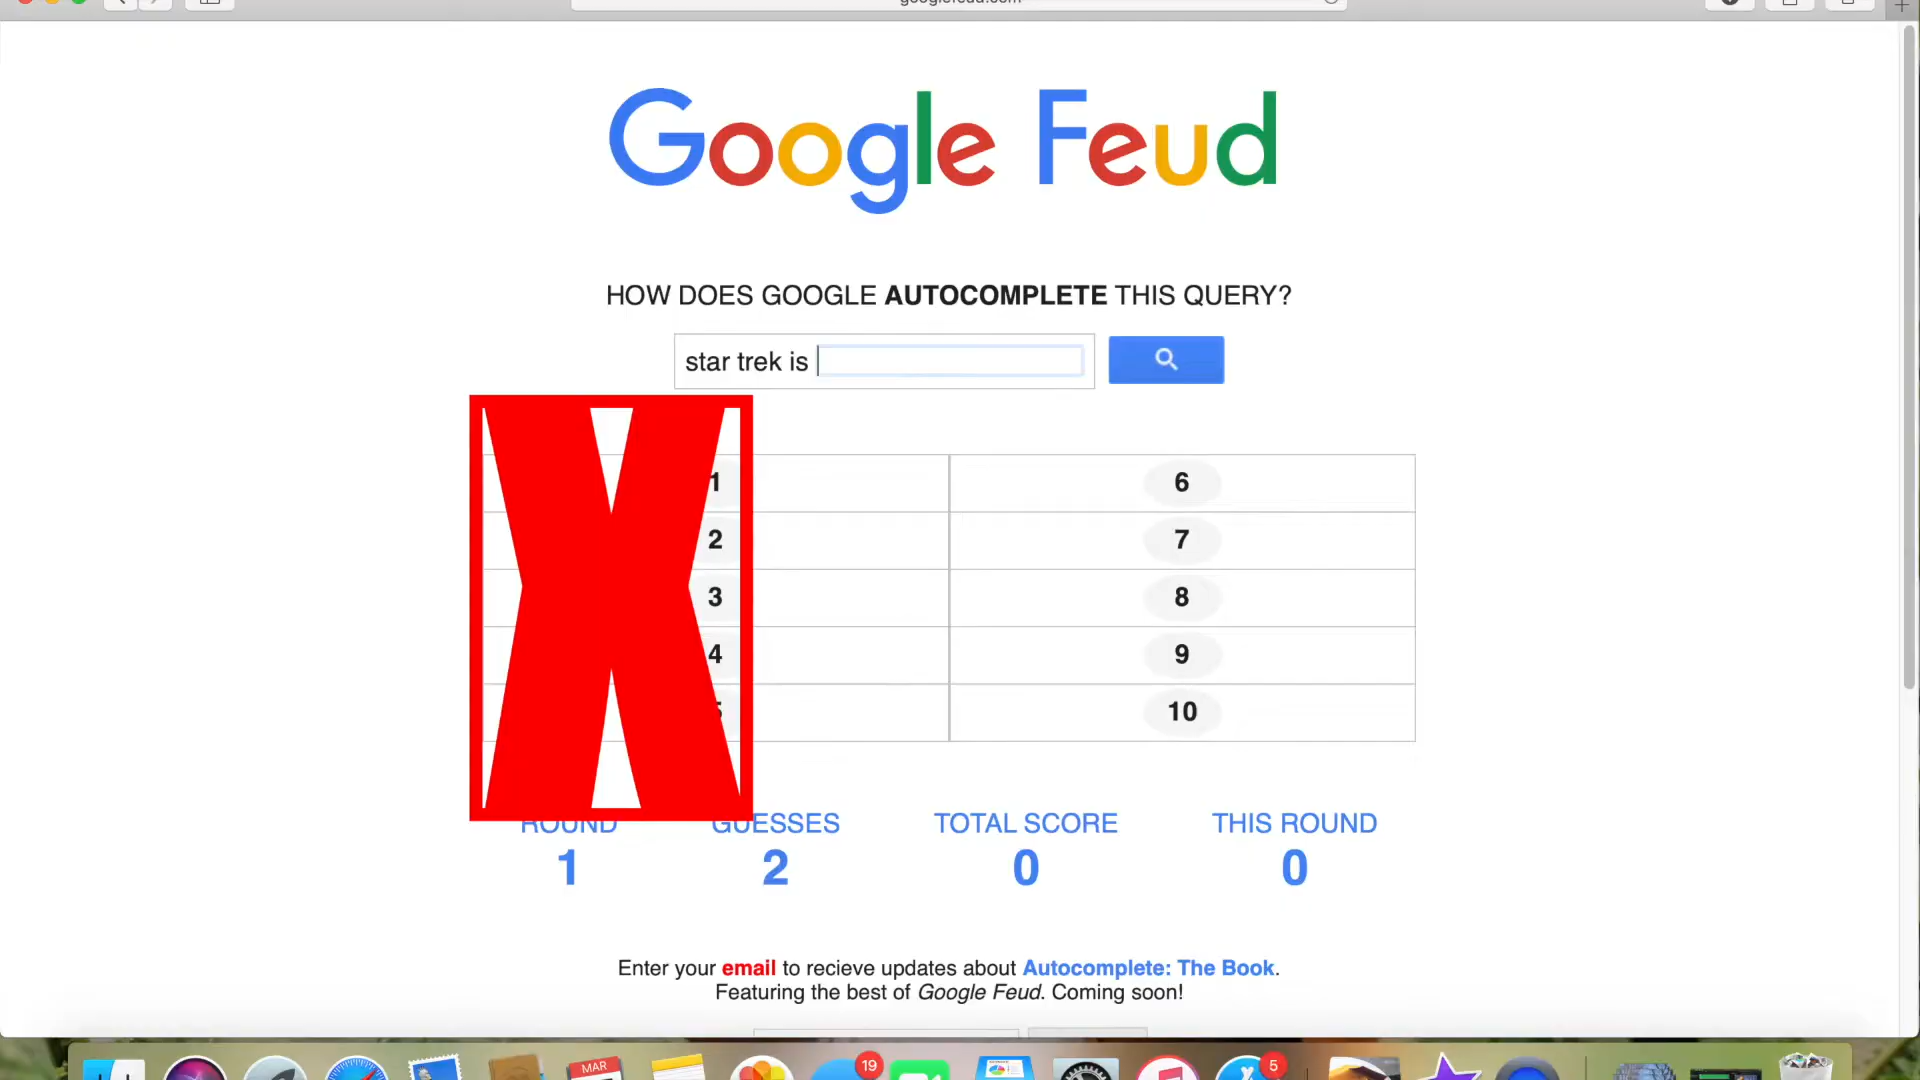 Google Feud
HOW DOES GOOGLE AUTOCOMPLETE THIS QUERY?
star trek is
X
1 6
2 7
3 8
4 9
5 10
ROUND GUESSES TOTAL SCORE THIS ROUND
1 2 0 0
Enter your email to recieve updates about Autocomplete: The Book.
Featuring the best of Google Feud. Coming soon!
MAR 19 5